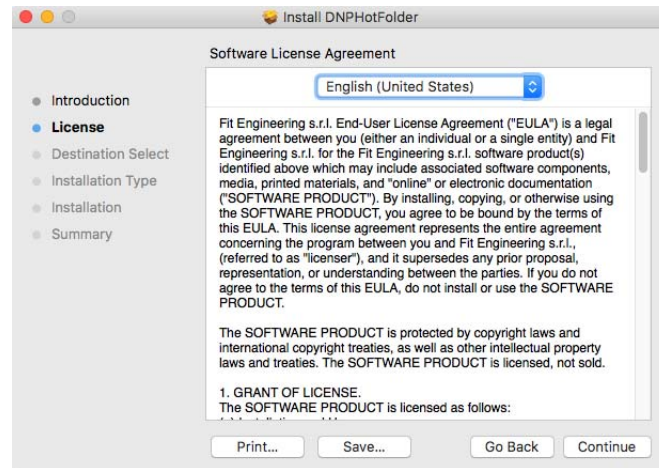 Install DNPHotFolder
Software License Agreement
English (United States)
Introduction
License
Destination Select
Installation Type
Installation
Summary
Fit Engineering s.r.l. End-User License Agreement ("EULA") is a legal
agreement between you (either an individual or a single entity) and Fit
Engineering s.r.l. for the Fit Engineering s.r.l. software product(s)
identified above which may include associated software components,
media, printed materials, and "online" or electronic documentation
("SOFTWARE PRODUCT"). By installing, copying, or otherwise using
the SOFTWARE PRODUCT, you agree to be bound by the terms of
this EULA. This license agreement represents the entire agreement
concerning the program between you and Fit Engineering s.r.l.,
(referred to as "licenser"), and it supersedes any prior proposal,
representation, or understanding between the parties. If you do not
agree to the terms of this EULA, do not install or use the SOFTWARE
PRODUCT.
The SOFTWARE PRODUCT is protected by copyright laws and
international copyright treaties, as well as other intellectual property
laws and treaties. The SOFTWARE PRODUCT is licensed, not sold.
1. GRANT OF LICENSE.
The SOFTWARE PRODUCT is licensed as follows:
Print...
Save...
Go Back
Continue